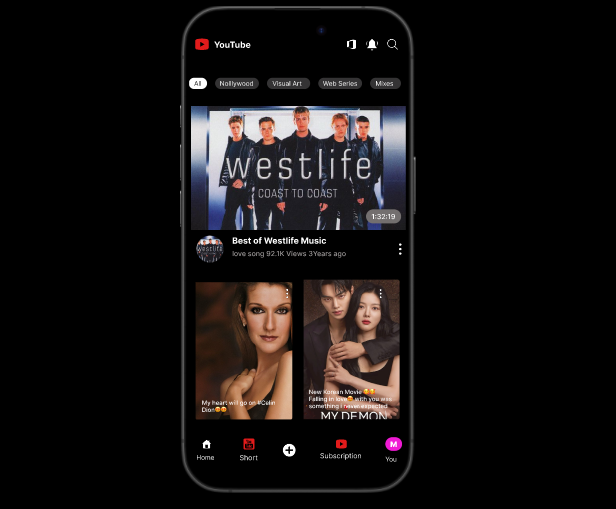 YouTube
All Nolllywood Visual Art Web Series Mixes
westlife
COAST TO COAST
1:32:19
Best of Westlife Music
love song 92.1K Views 3Years ago
westlife
My heart will go on #Celin
Dion😍😍
New Korean Movie 😍😍
Falling in love😍 with you was
something I never expected.
MY DEMON
M
Home Short Subscription You